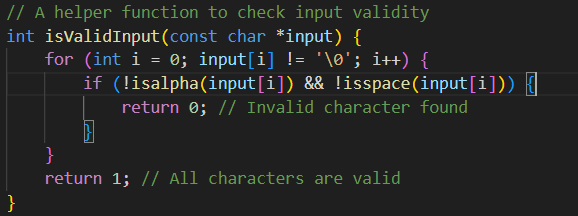 // A helper function to check input validity
int isValidInput(const char *input) {
    for (int i = 0; input[i] != '\0'; i++) {
        if (!isalpha(input[i]) && !isspace(input[i])) {
            return 0; // Invalid character found
        }
    }
    return 1; // All characters are valid
}